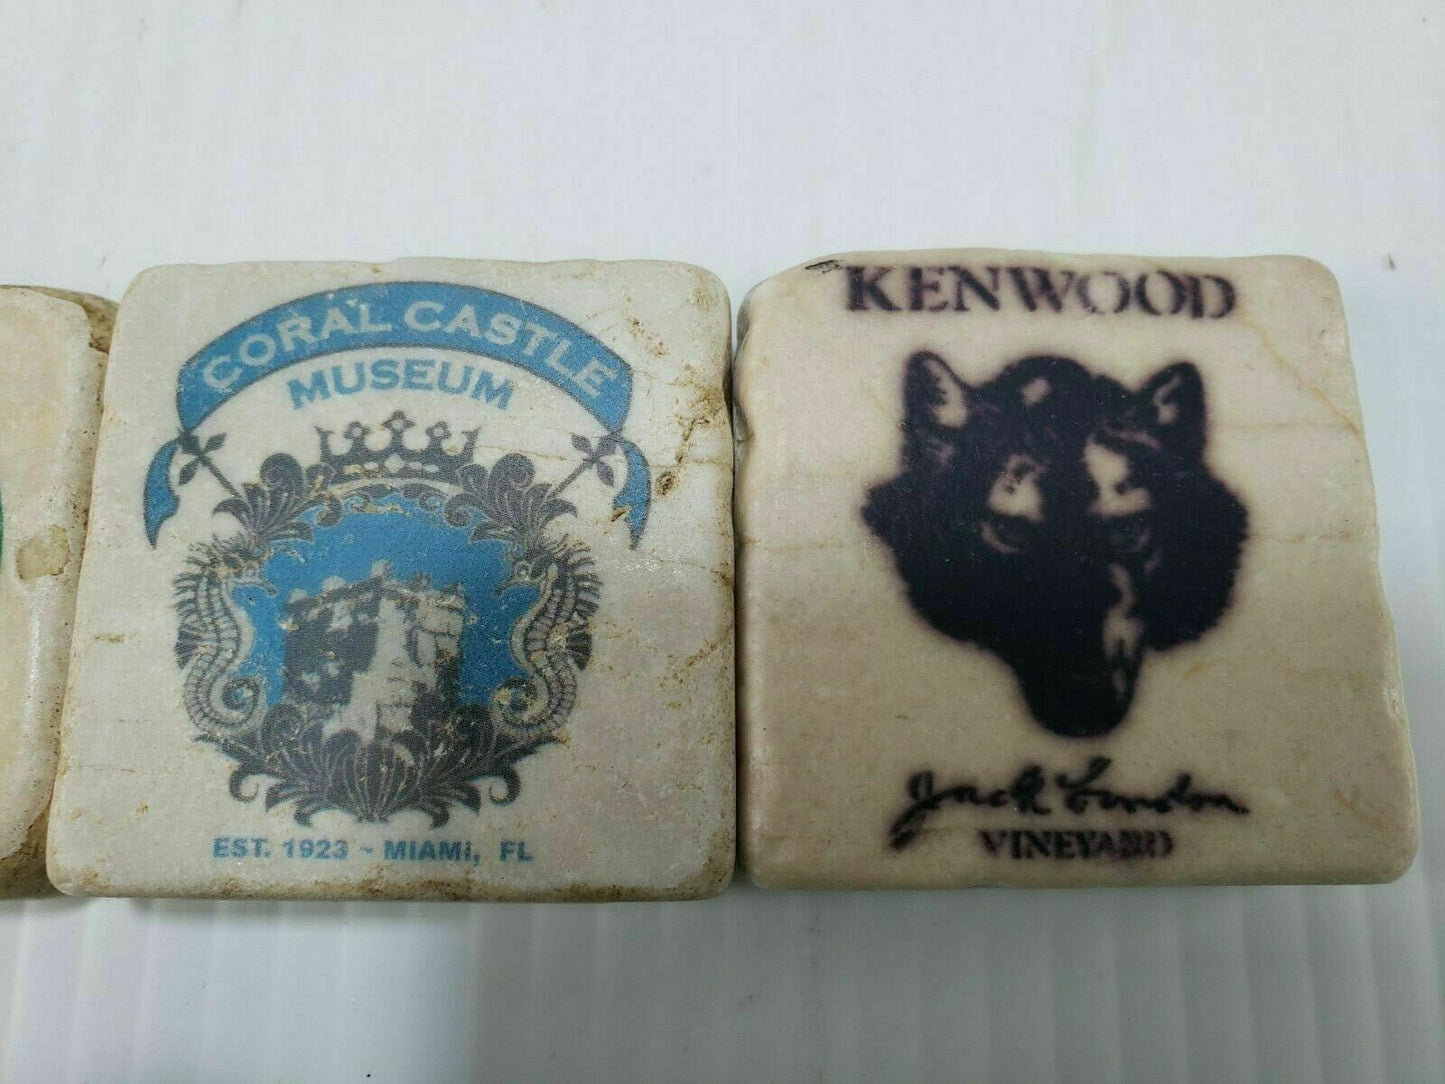 CORAL CASTLE
MUSEUM
EST. 1923 ~ MIAMI, FL
KENWOOD
Jack London
VINEYARD